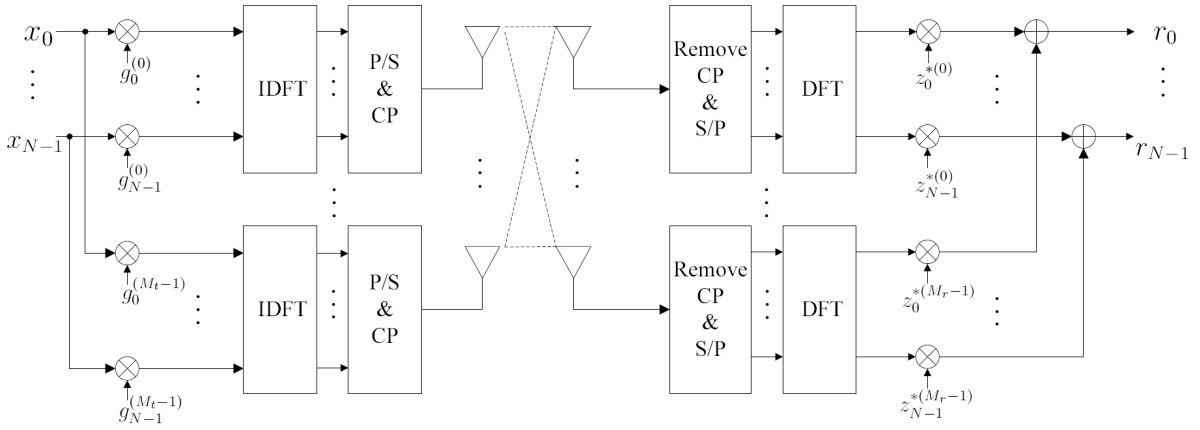 x_0
g_0^{(0)}
x_{N-1}
g_{N-1}^{(0)}
IDFT
P/S
&
CP
g_0^{(M_t-1)}
g_{N-1}^{(M_t-1)}
IDFT
P/S
&
CP
Remove
CP
&
S/P
DFT
z_0^{*(0)}
z_{N-1}^{*(0)}
r_0
r_{N-1}
Remove
CP
&
S/P
DFT
z_0^{*(M_r-1)}
z_{N-1}^{*(M_r-1)}